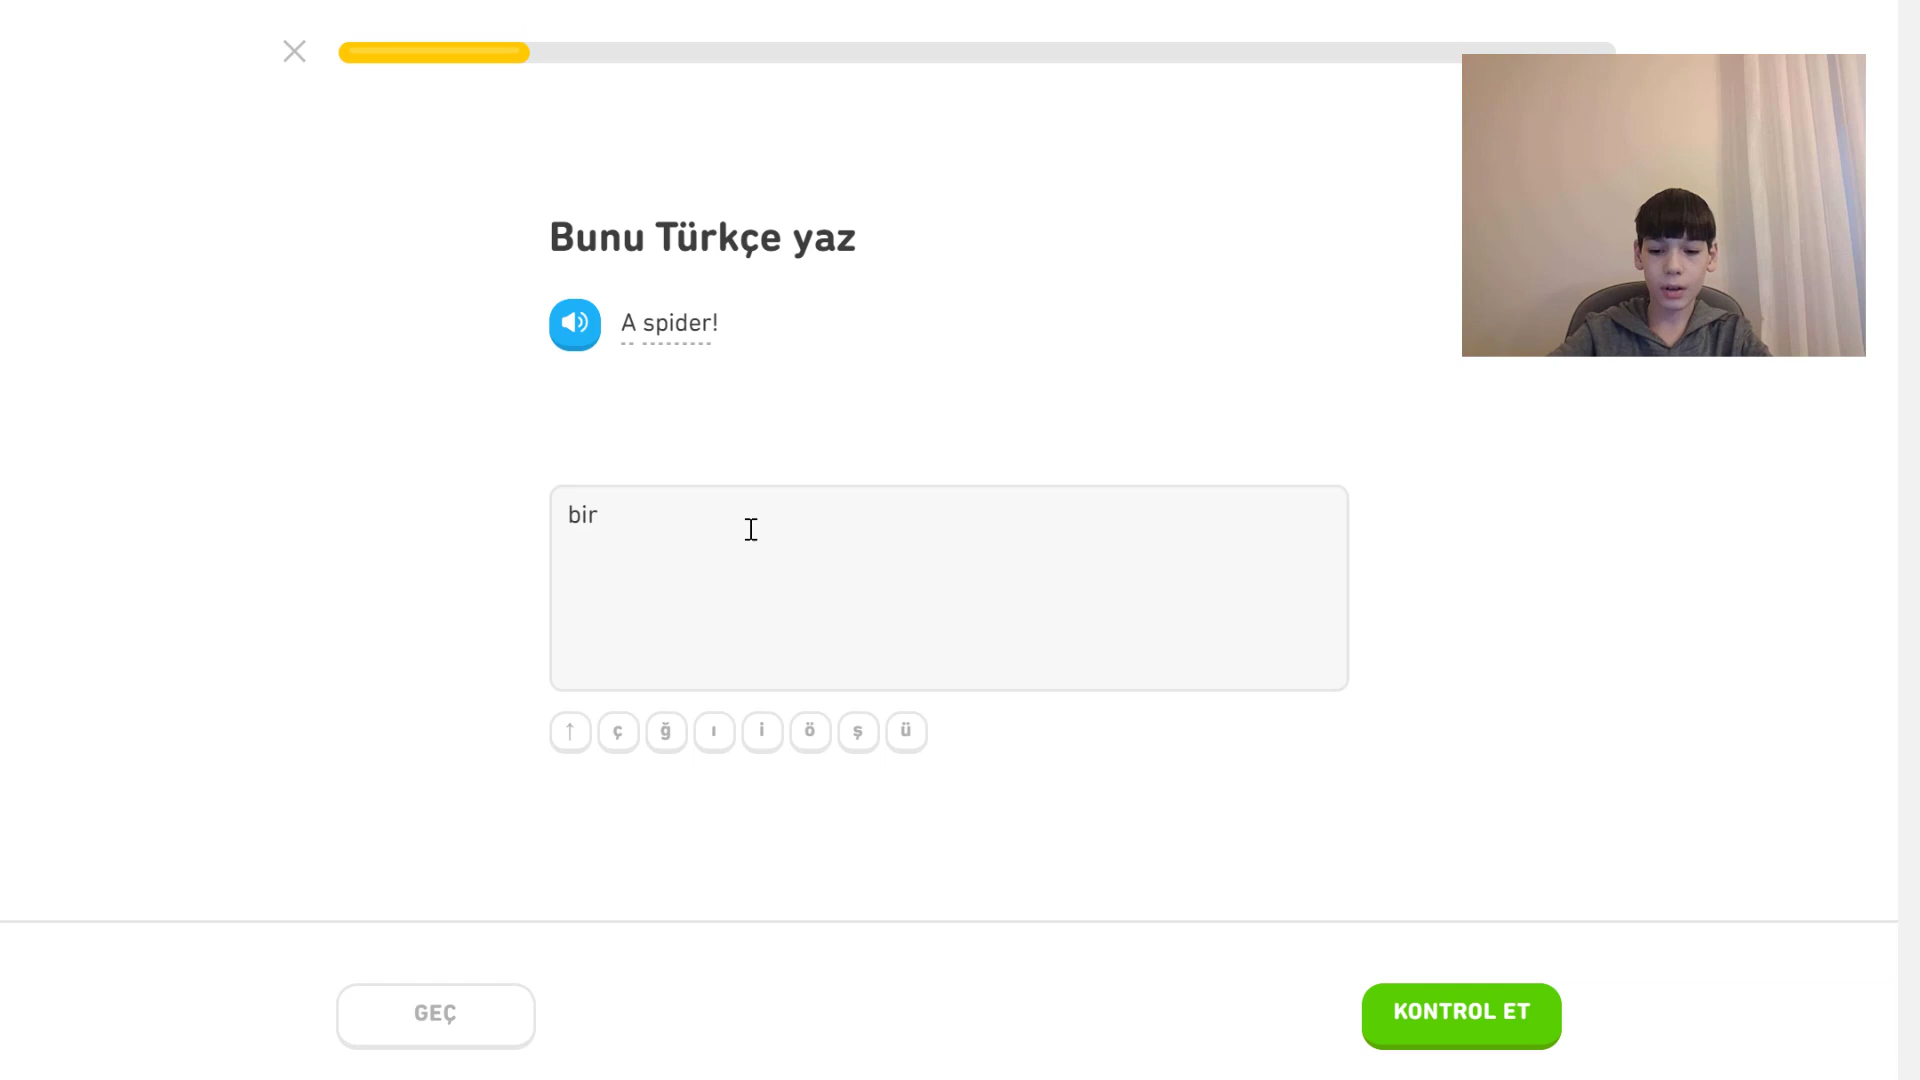 Bunu Türkçe yaz
A spider!
bir
↑ ç ğ ı i ö ş ü
GEÇ
KONTROL ET